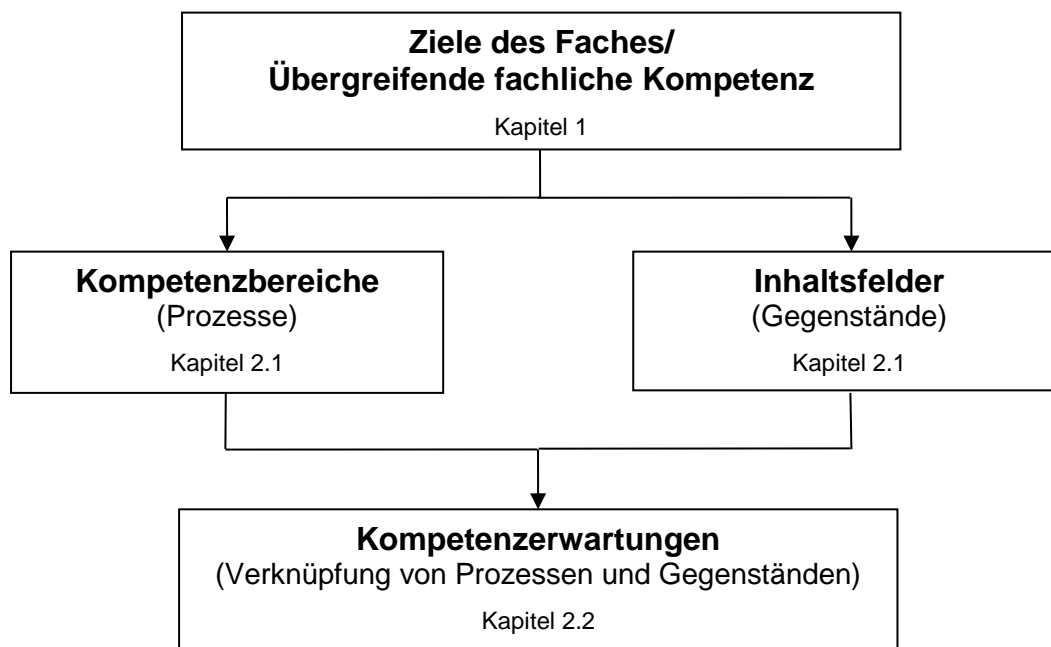 Ziele des Faches/
Übergreifende fachliche Kompetenz
Kapitel 1
Kompetenzbereiche
(Prozesse)
Kapitel 2.1
Inhaltsfelder
(Gegenstände)
Kapitel 2.1
Kompetenzerwartungen
(Verknüpfung von Prozessen und Gegenständen)
Kapitel 2.2